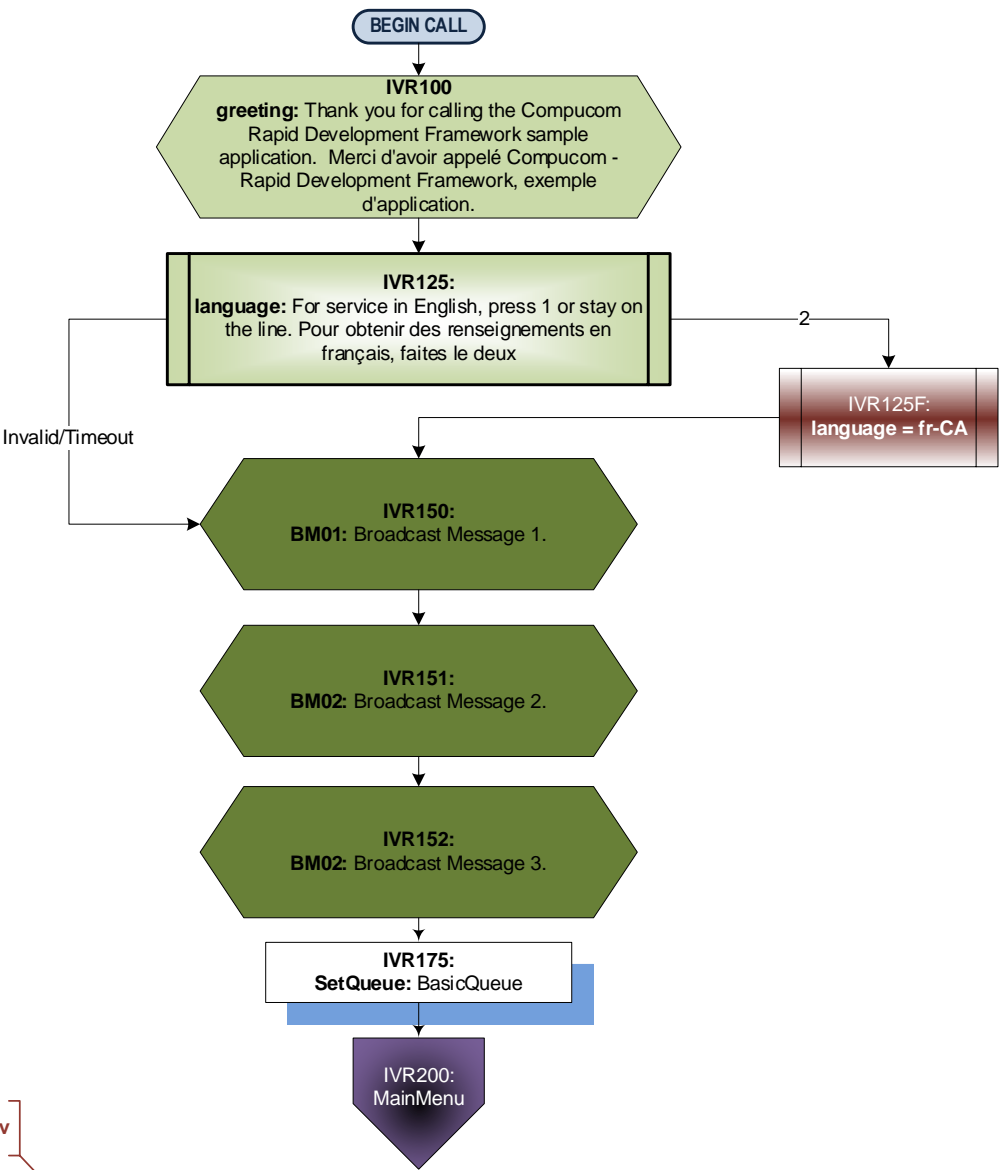 BEGIN CALL
IVR100
greeting: Thank you for calling the Compucom
Rapid Development Framework sample
application.  Merci d'avoir appelé Compucom -
Rapid Development Framework, exemple
d'application.
IVR125:
language: For service in English, press 1 or stay on
the line. Pour obtenir des renseignements en
français, faites le deux
2
IVR125F:
language = fr-CA
Invalid/Timeout
IVR150:
BM01: Broadcast Message 1.
IVR151:
BM02: Broadcast Message 2.
IVR152:
BM02: Broadcast Message 3.
IVR175:
SetQueue: BasicQueue
IVR200:
MainMenu